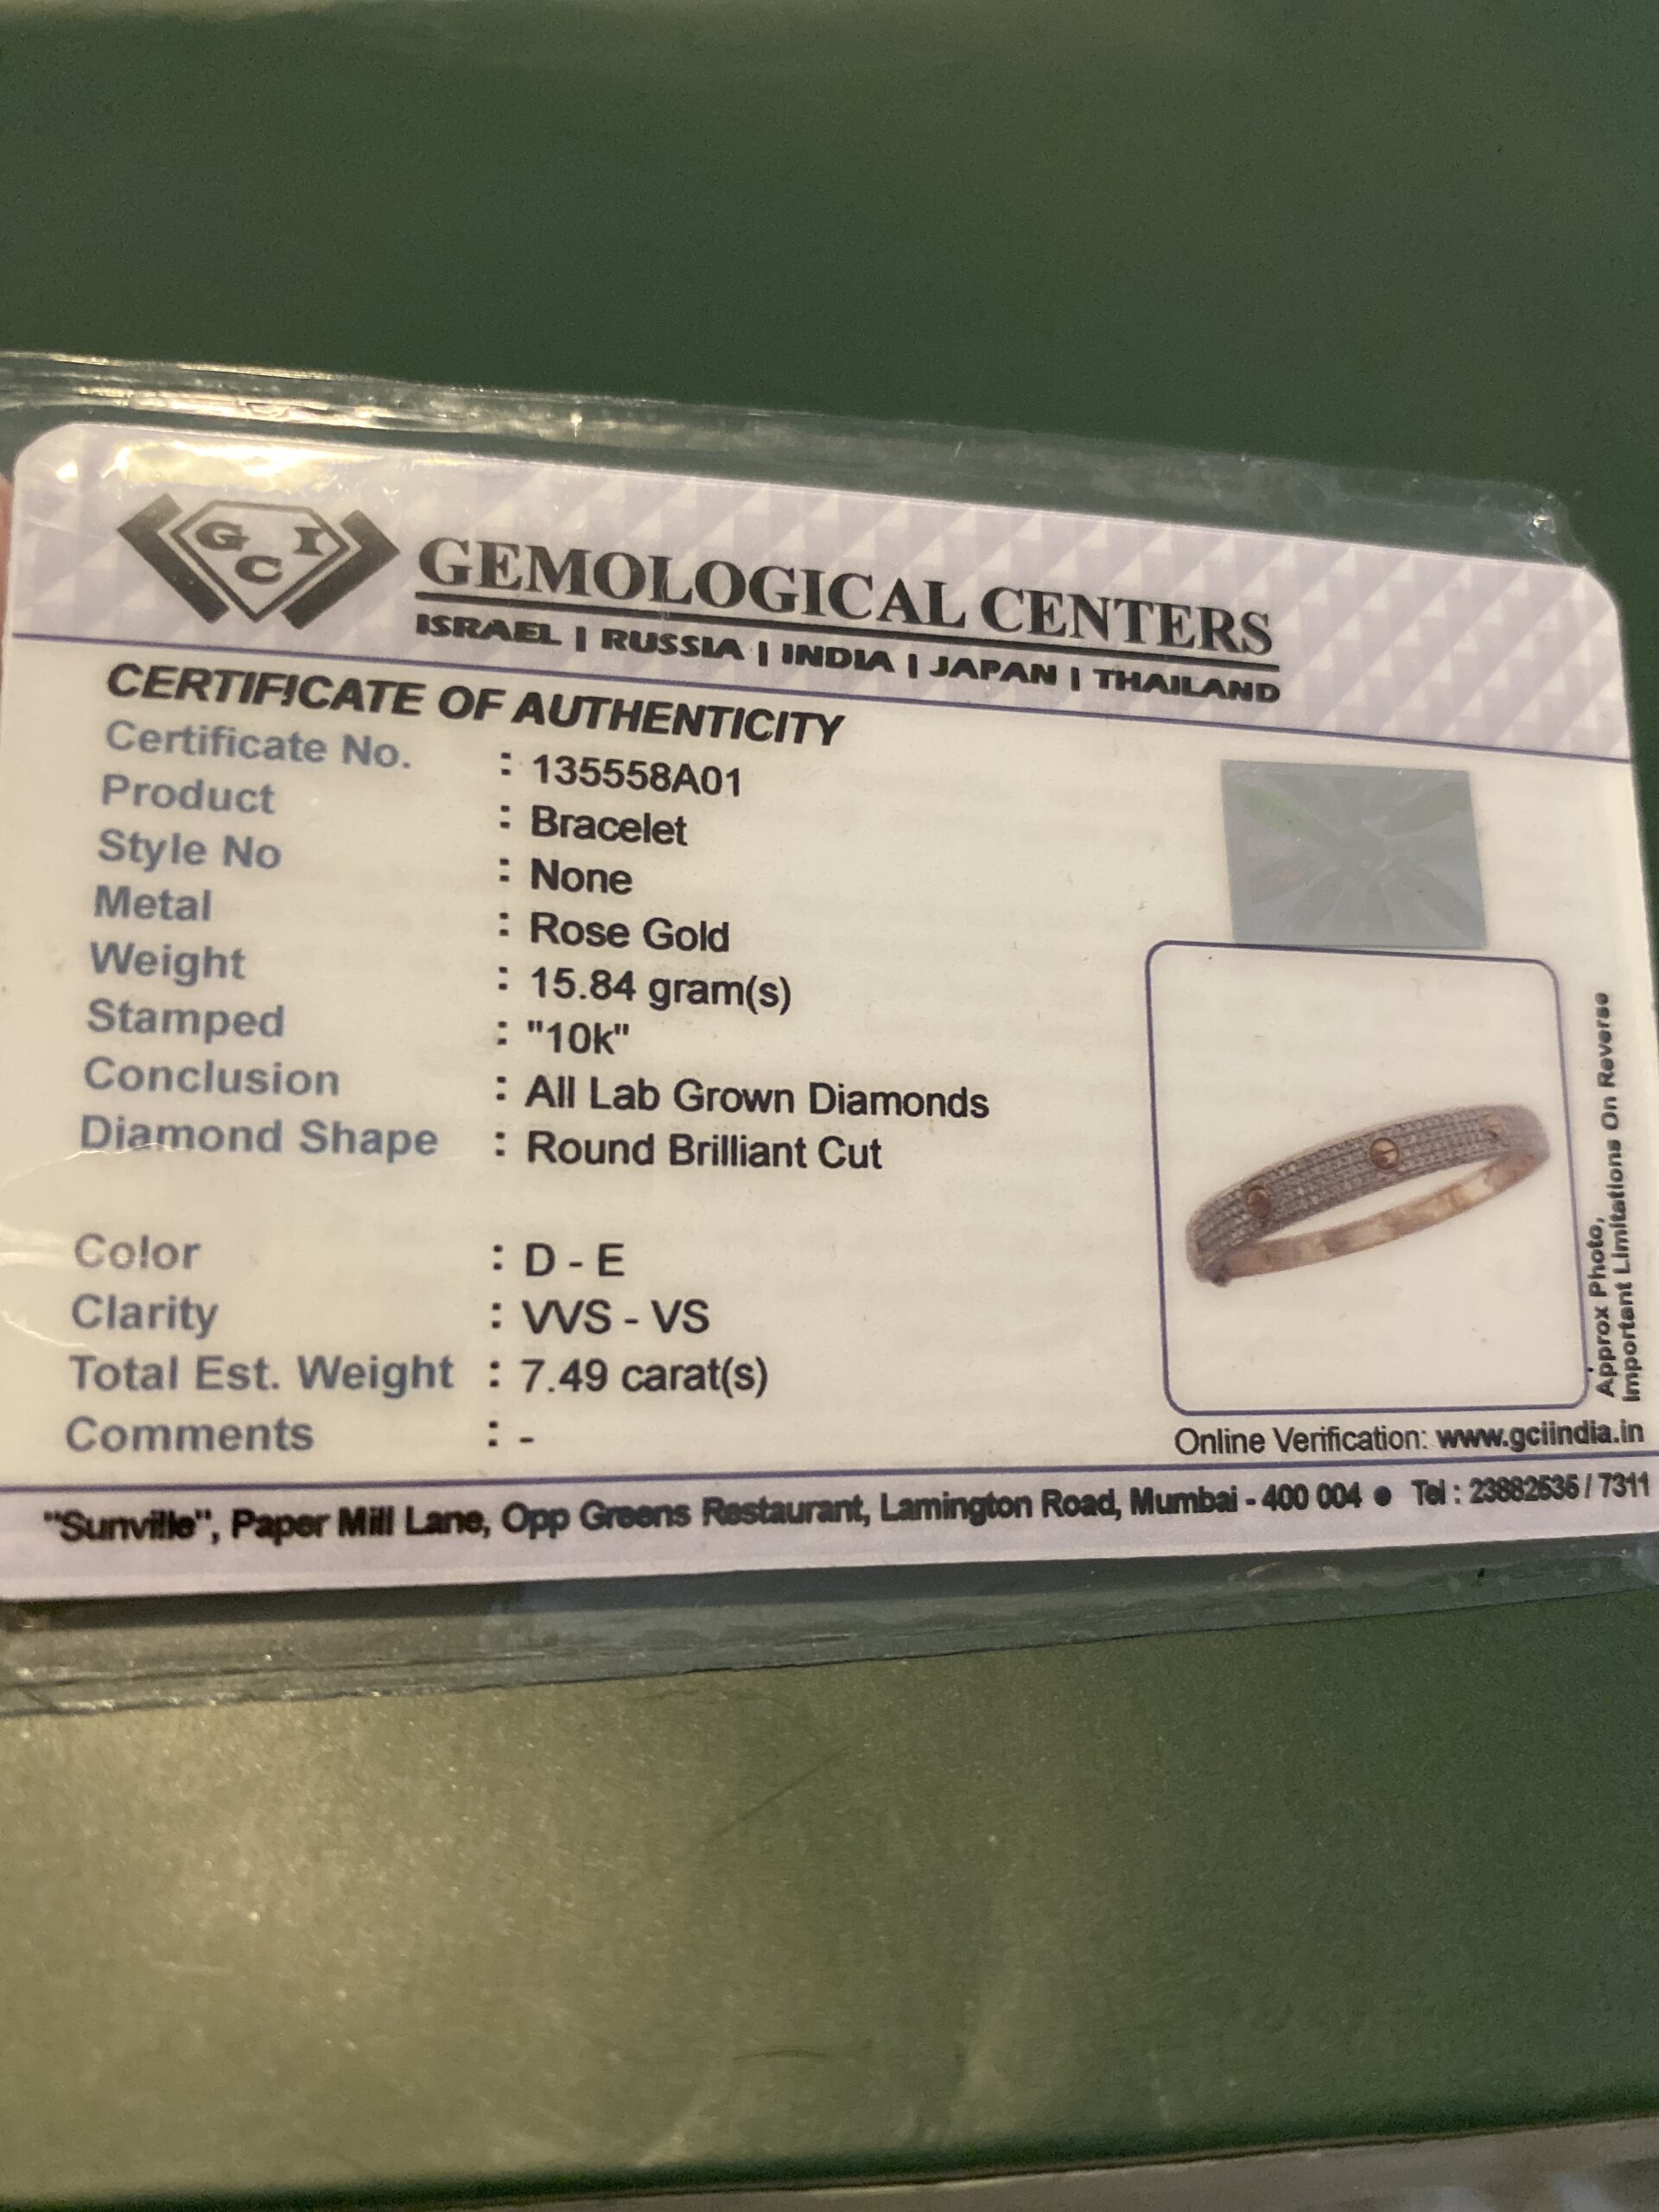 G C I
GEMOLOGICAL CENTERS
ISRAEL | RUSSIA | INDIA | JAPAN | THAILAND
CERTIFICATE OF AUTHENTICITY
Certificate No. : 135558A01
Product : Bracelet
Style No : None
Metal : Rose Gold
Weight : 15.84 gram(s)
Stamped : "10k"
Conclusion : All Lab Grown Diamonds
Diamond Shape : Round Brilliant Cut
Color : D - E
Clarity : VVS - VS
Total Est. Weight : 7.49 carat(s)
Comments : -
Approx Photo,
Important Limitations On Reverse
Online Verification: www.gciindia.in
"Sunville", Paper Mill Lane, Opp Greens Restaurant, Lamington Road, Mumbai - 400 004 ● Tel : 23882535 / 7311